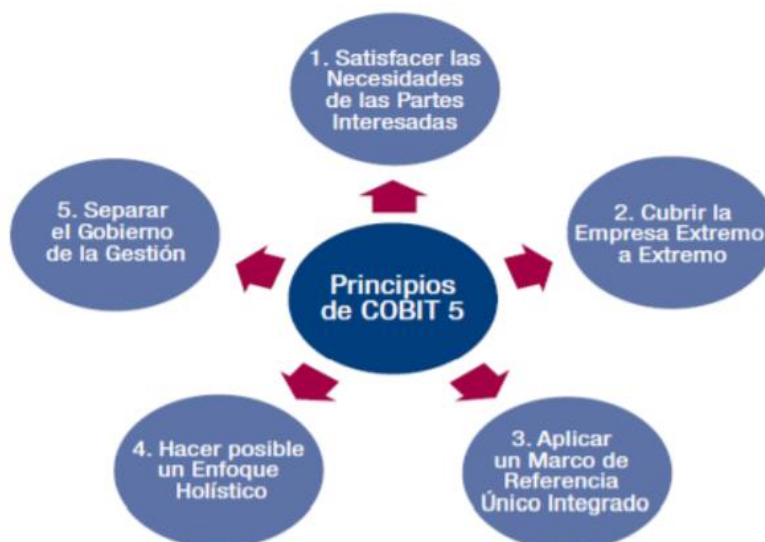 1. Satisfacer las
Necesidades
de las Partes
Interesadas
5. Separar
el Gobierno
de la Gestión
2. Cubrir la
Empresa Extremo
a Extremo
Principios
de COBIT 5
4. Hacer posible
un Enfoque
Holístico
3. Aplicar
un Marco de
Referencia
Único Integrado